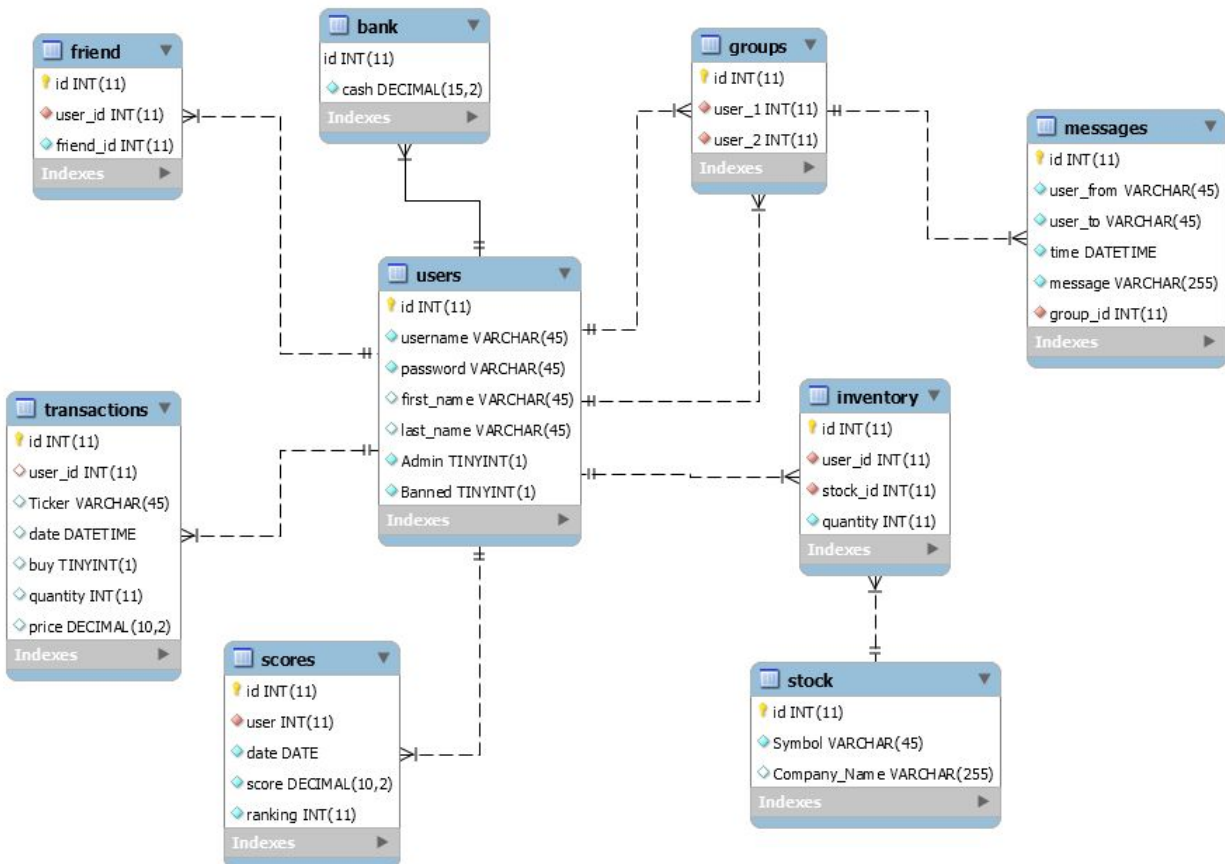 friend
id INT(11)
user_id INT(11)
friend_id INT(11)
Indexes
bank
id INT(11)
cash DECIMAL(15,2)
Indexes
groups
id INT(11)
user_1 INT(11)
user_2 INT(11)
Indexes
messages
id INT(11)
user_from VARCHAR(45)
user_to VARCHAR(45)
time DATETIME
message VARCHAR(255)
group_id INT(11)
Indexes
users
id INT(11)
username VARCHAR(45)
password VARCHAR(45)
first_name VARCHAR(45)
last_name VARCHAR(45)
Admin TINYINT(1)
Banned TINYINT(1)
Indexes
transactions
id INT(11)
user_id INT(11)
Ticker VARCHAR(45)
date DATETIME
buy TINYINT(1)
quantity INT(11)
price DECIMAL(10,2)
Indexes
inventory
id INT(11)
user_id INT(11)
stock_id INT(11)
quantity INT(11)
Indexes
scores
id INT(11)
user INT(11)
date DATE
score DECIMAL(10,2)
ranking INT(11)
Indexes
stock
id INT(11)
Symbol VARCHAR(45)
Company_Name VARCHAR(255)
Indexes